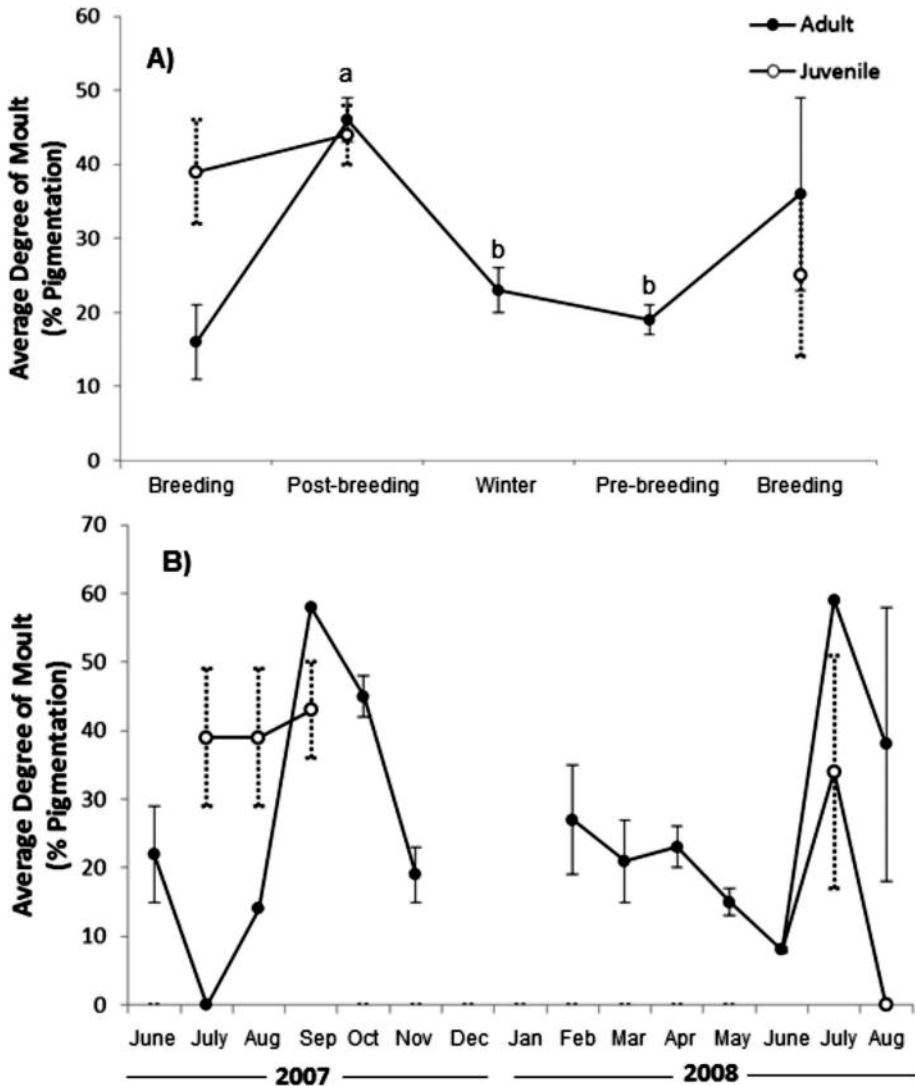 60
50
40
30
20
10
0
Average Degree of Moult
(% Pigmentation)
A)
Adult
Juvenile
a
b
b
Breeding Post-breeding Winter Pre-breeding Breeding
70
60
50
40
30
20
10
0
Average Degree of Moult
(% Pigmentation)
B)
June July Aug Sep Oct Nov Dec Jan Feb Mar Apr May June July Aug
2007 2008